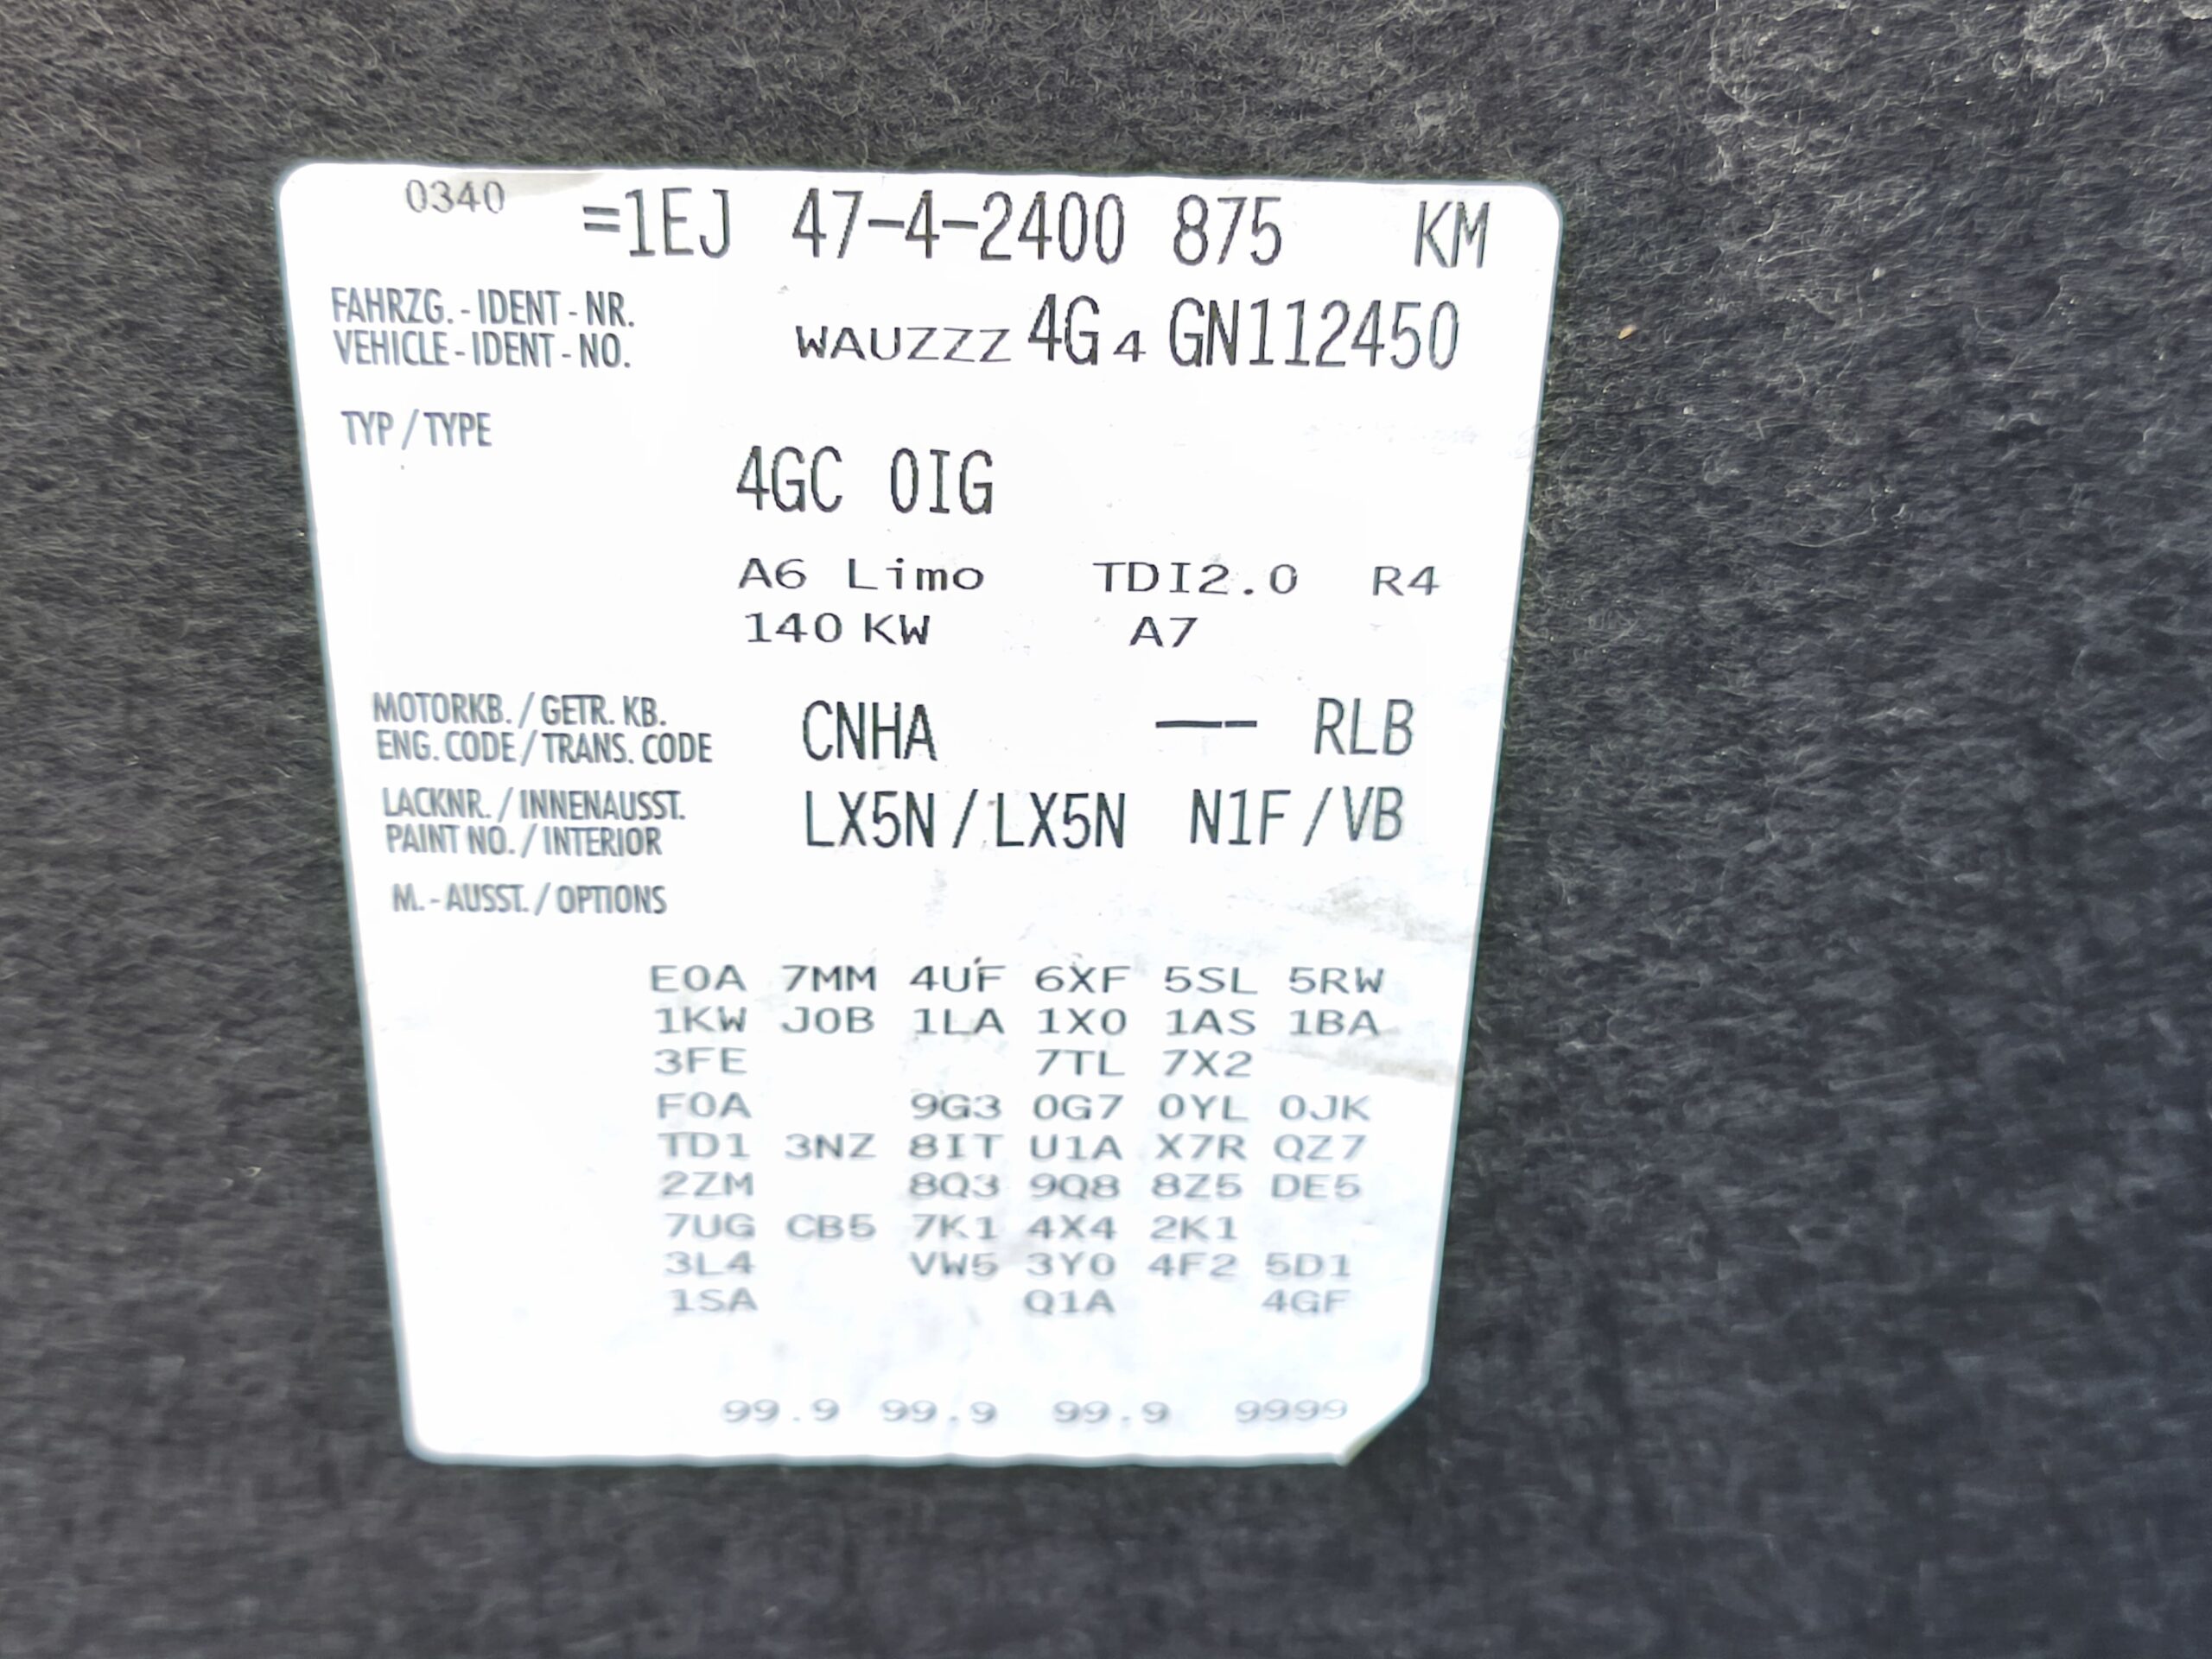 0340 =1EJ 47-4-2400 875 KM
FAHRZG.-IDENT-NR.
VEHICLE-IDENT-NO. WAUZZZ 4G 4 GN112450
TYP/TYPE
4GC 0IG
A6 Limo TDI2.0 R4
140 KW A7
MOTORKB./GETR. KB.
ENG. CODE/TRANS. CODE CNHA --- RLB
LACKNR./INNENAUSST.
PAINT NO./INTERIOR LX5N/LX5N N1F/VB
M.-AUSST./OPTIONS
E0A 7MM 4UF 6XF 5SL 5RW
1KW J0B 1LA 1X0 1AS 1BA
3FE 7TL 7X2
F0A 9G3 0G7 0YL 0JK
TD1 3NZ 8IT U1A X7R QZ7
2ZM 8Q3 9Q8 8Z5 DE5
7UG CB5 7K1 4X4 2K1
3L4 VW5 3Y0 4F2 5D1
1SA Q1A 4GF
99.9 99.9 99.9 9999